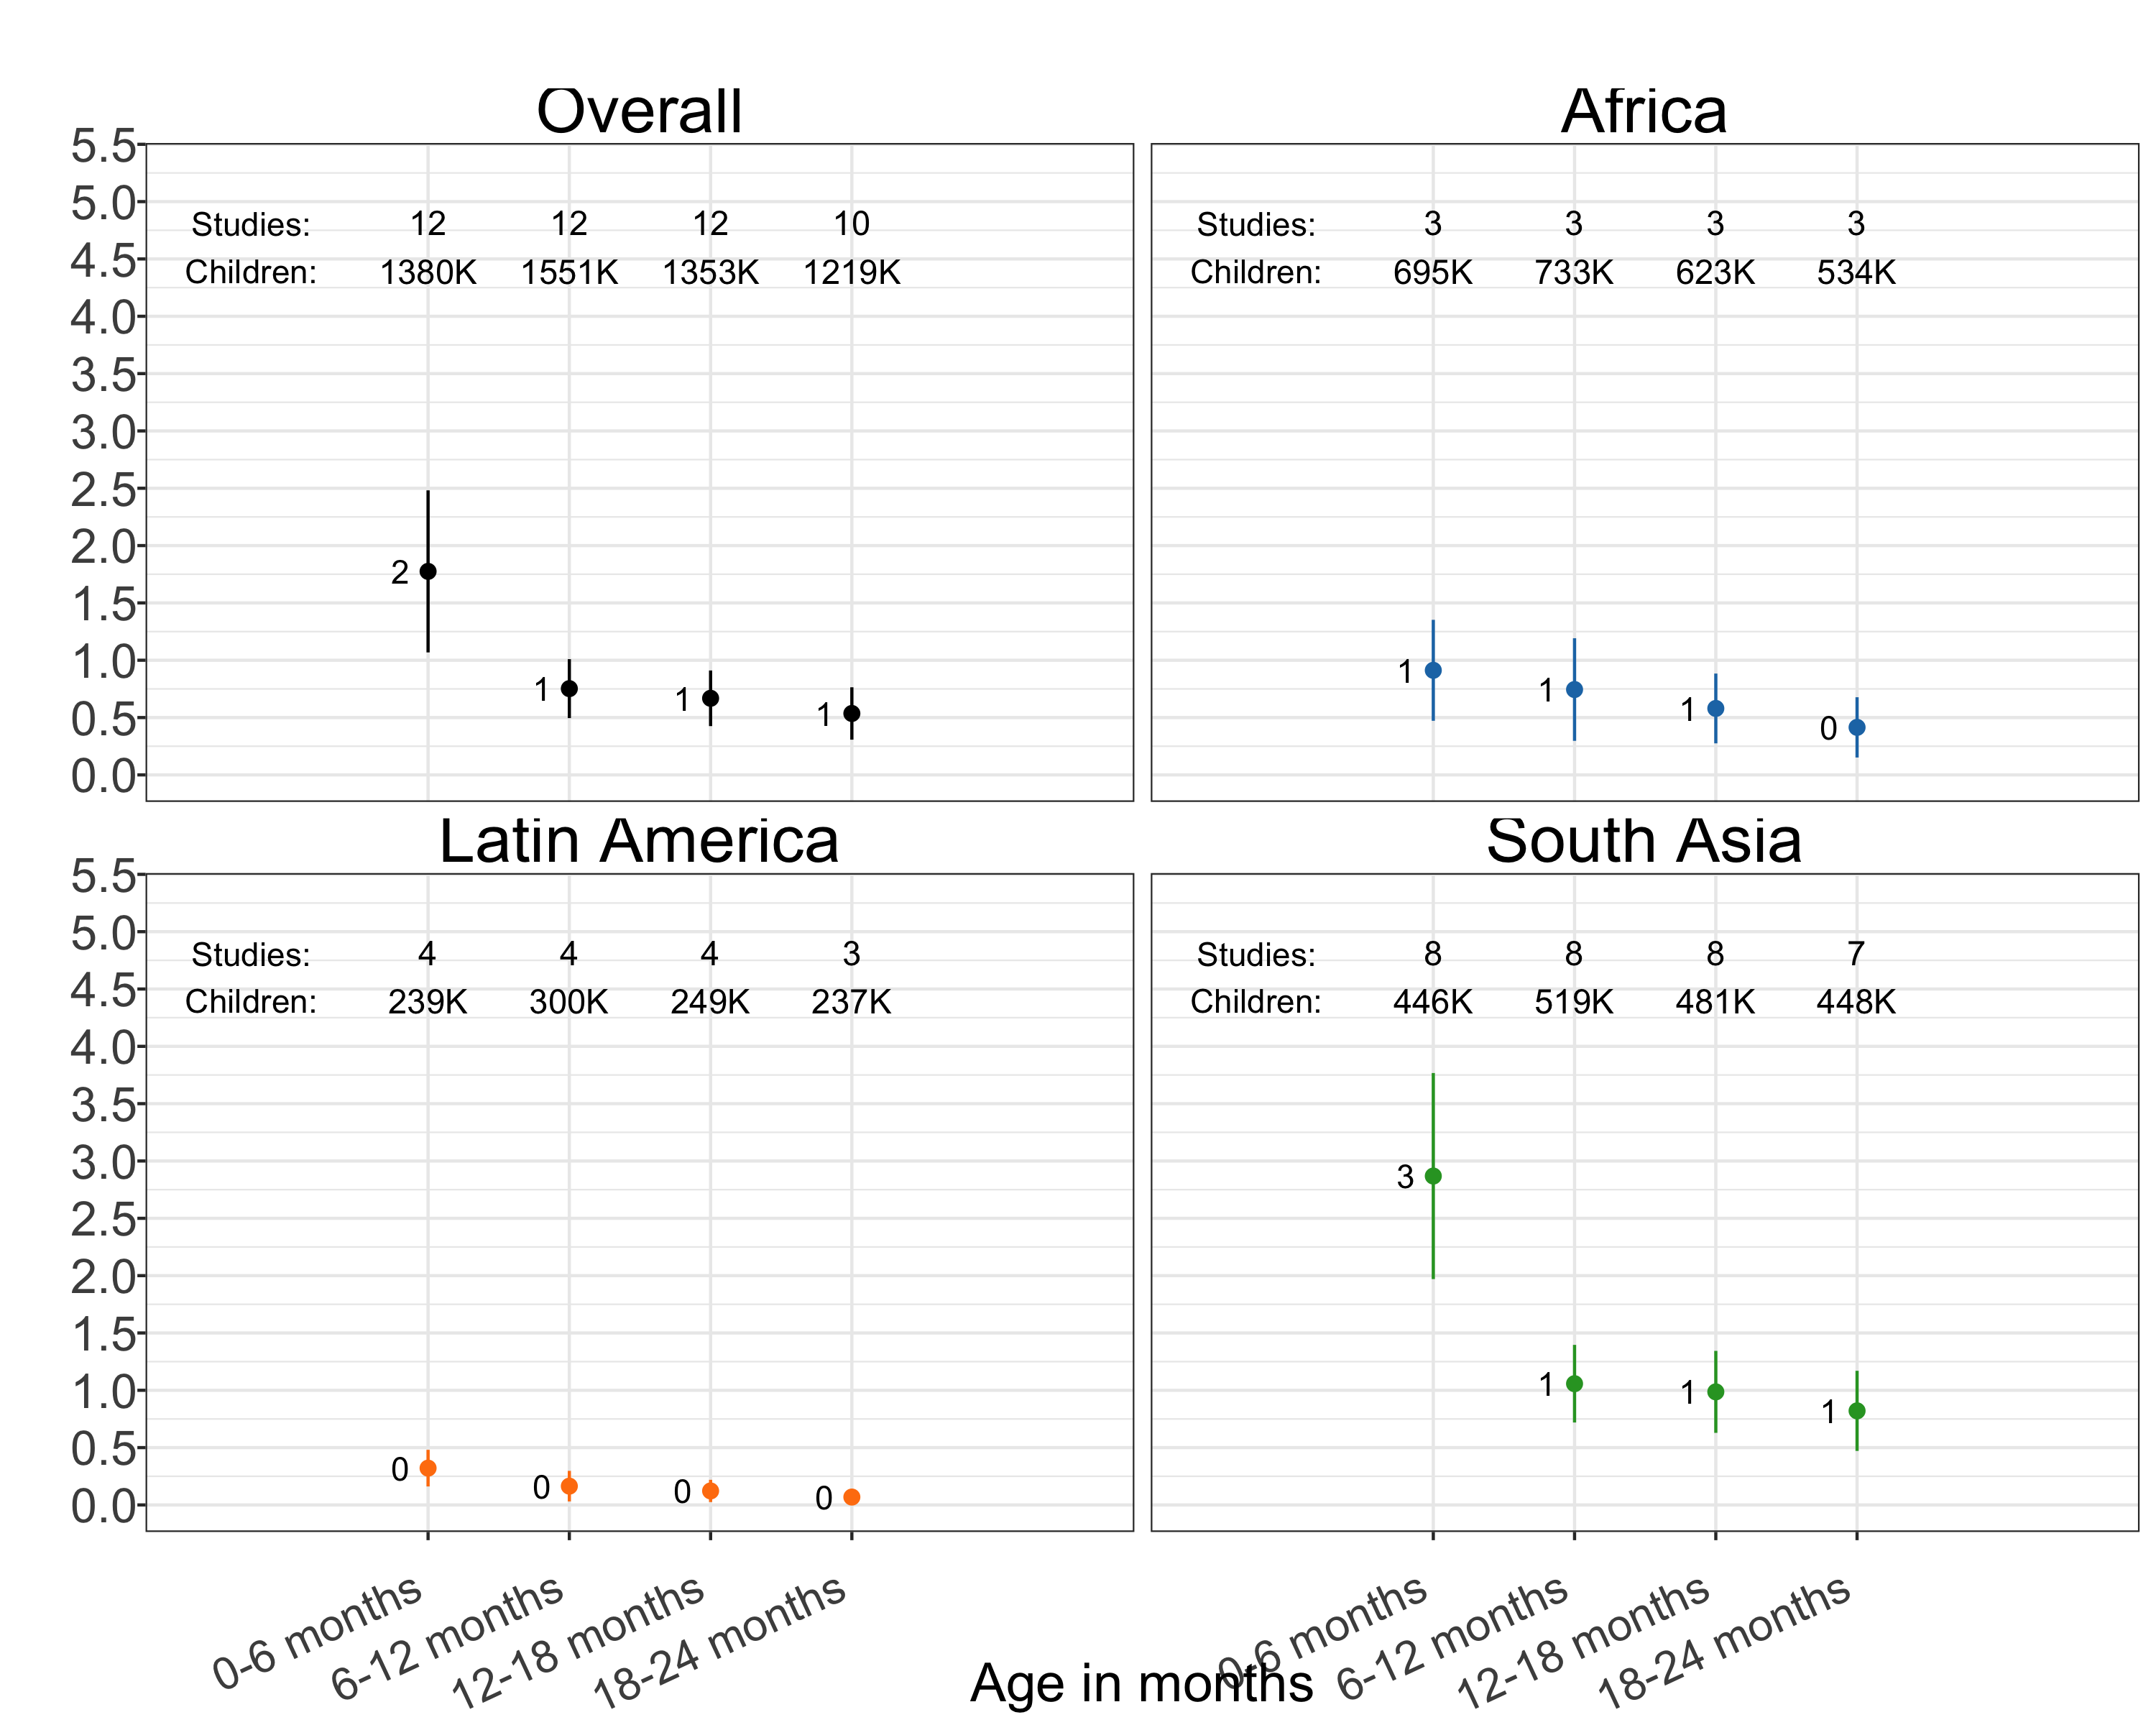 Overall
Africa
5.5
5.0
4.5
4.0
3.5
3.0
2.5
2.0
1.5
1.0
0.5
0.0
Studies: 12 12 12 10
Children: 1380K 1551K 1353K 1219K
2 1 1 1
Studies: 3 3 3 3
Children: 695K 733K 623K 534K
1 1 1 0
Latin America
South Asia
5.5
5.0
4.5
4.0
3.5
3.0
2.5
2.0
1.5
1.0
0.5
0.0
Studies: 4 4 4 3
Children: 239K 300K 249K 237K
0 0 0 0
Studies: 8 8 8 7
Children: 446K 519K 481K 448K
3 1 1 1
0-6 months
6-12 months
12-18 months
18-24 months
0-6 months
6-12 months
12-18 months
18-24 months
Age in months